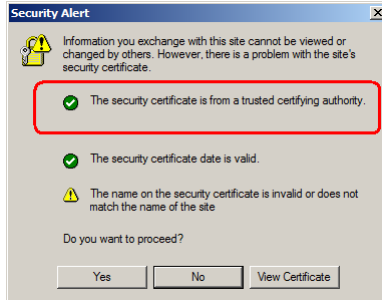 Security Alert
Information you exchange with this site cannot be viewed or
changed by others. However, there is a problem with the site's
security certificate.
The security certificate is from a trusted certifying authority.
The security certificate date is valid.
The name on the security certificate is invalid or does not
match the name of the site
Do you want to proceed?
Yes No View Certificate